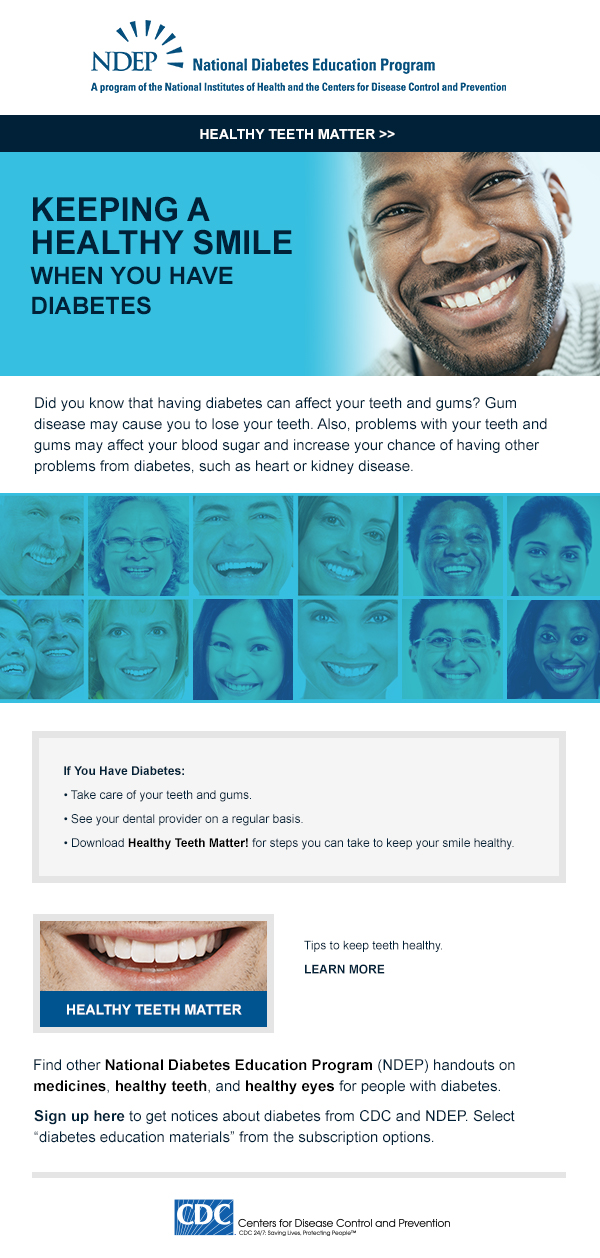 NDEP National Diabetes Education Program
A program of the National Institutes of Health and the Centers for Disease Control and Prevention
HEALTHY TEETH MATTER >>
KEEPING A
HEALTHY SMILE
WHEN YOU HAVE
DIABETES
Did you know that having diabetes can affect your teeth and gums? Gum
disease may cause you to lose your teeth. Also, problems with your teeth and
gums may affect your blood sugar and increase your chance of having other
problems from diabetes, such as heart or kidney disease.
If You Have Diabetes:
• Take care of your teeth and gums.
• See your dental provider on a regular basis.
• Download Healthy Teeth Matter! for steps you can take to keep your smile healthy.
HEALTHY TEETH MATTER
Tips to keep teeth healthy.
LEARN MORE
Find other National Diabetes Education Program (NDEP) handouts on
medicines, healthy teeth, and healthy eyes for people with diabetes.
Sign up here to get notices about diabetes from CDC and NDEP. Select
“diabetes education materials” from the subscription options.
CDC Centers for Disease Control and Prevention
CDC 24/7: Saving Lives, Protecting People™